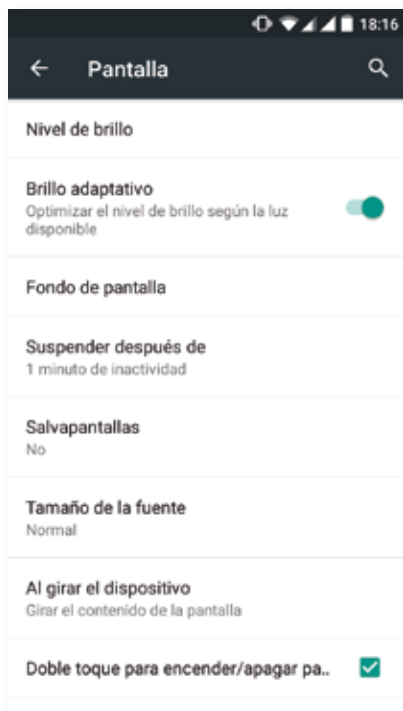 18:16
Pantalla
Nivel de brillo
Brillo adaptativo
Optimizar el nivel de brillo según la luz
disponible
Fondo de pantalla
Suspender después de
1 minuto de inactividad
Salvapantallas
No
Tamaño de la fuente
Normal
Al girar el dispositivo
Girar el contenido de la pantalla
Doble toque para encender/apagar pa..